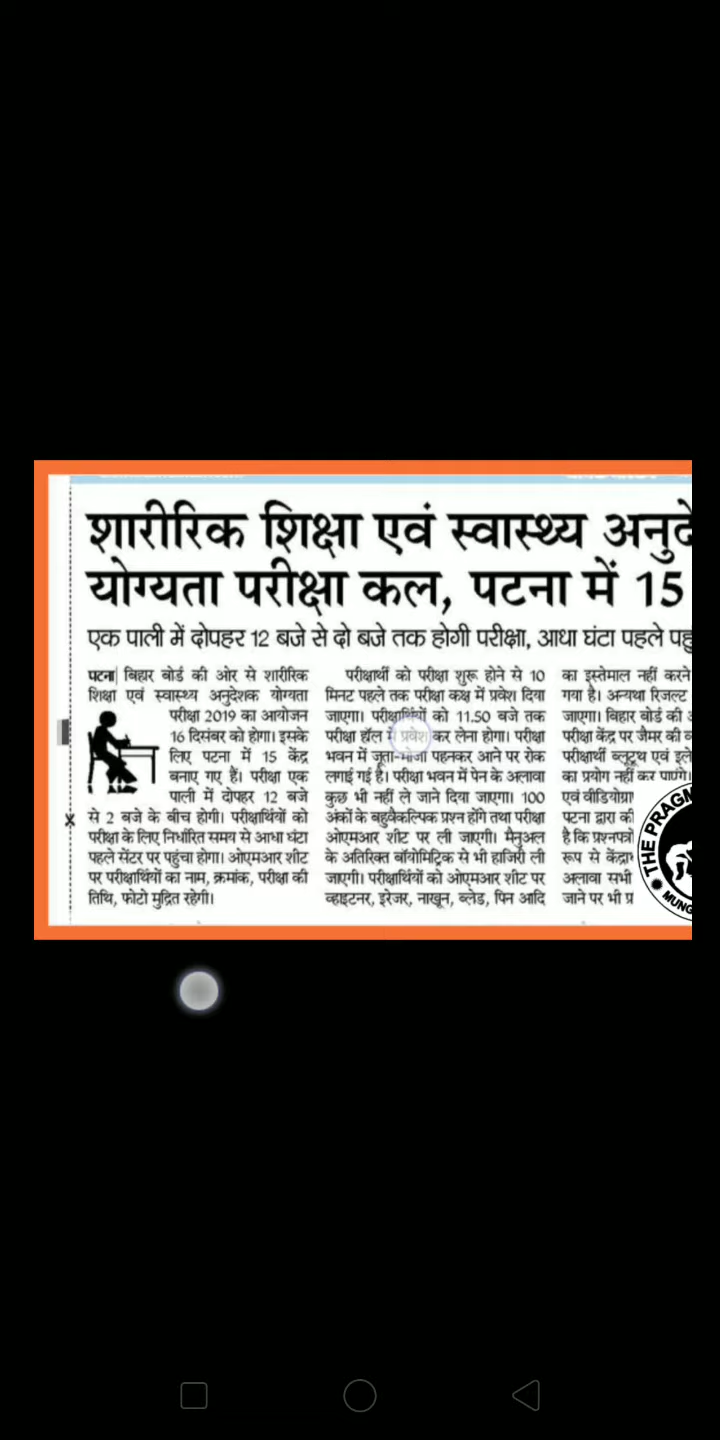 शारीरिक शिक्षा एवं स्वास्थ्य
योग्यता परीक्षा कल, पटना में 15
एक पाली में दोपहर 12 बजे से दो बजे तक होगी परीक्षा, आधा घंटा पहले
पटना| बिहार बोर्ड की ओर से शारीरिक
शिक्षा एवं स्वास्थ्य अनुदेशक योग्यता
परीक्षा 2019 का आयोजन
16 दिसंबर को होगा। इसके
लिए पटना में 15 केंद्र
बनाए गए हैं। परीक्षा एक
पाली में दोपहर 12 बजे
से 2 बजे के बीच होगी। परीक्षार्थियों को
परीक्षा के लिए निर्धारित समय से आधा घंटा
पहले सेंटर पर पहुंचा होगा। ओएमआर शीट
पर परीक्षार्थियों का नाम, क्रमांक, परीक्षा की
तिथि, फोटो मुद्रित रहेगी।
परीक्षार्थी को परीक्षा शुरू होने से 10
मिनट पहले तक परीक्षा कक्ष में प्रवेश दिया
जाएगा। परीक्षार्थियों को 11.50 बजे तक
परीक्षा हॉल में प्रवेश कर लेना होगा। परीक्षा
भवन में जूता-मोजा पहनकर आने पर रोक
लगाई गई है। परीक्षा भवन में पेन के अलावा
कुछ भी नहीं ले जाने दिया जाएगा। 100
अंकों के बहुवैकल्पिक प्रश्न होंगे तथा परीक्षा
ओएमआर शीट पर ली जाएगी। मैनुअल
के अतिरिक्त बॉयोमिट्रिक से भी हाजिरी ली
जाएगी। परीक्षार्थियों को ओएमआर शीट पर
व्हाइटनर, इरेजर, नाखून, ब्लेड, पिन आदि
का इस्तेमाल नहीं करने
गया है। अन्यथा रिजल्ट
जाएगा। बिहार बोर्ड की
परीक्षा केंद्र पर जैमर की
परीक्षार्थी ब्लूटूथ एवं
का प्रयोग नहीं कर पाएंगे।
एवं
पटना द्वारा की
है कि
रूप से
अलावा सभी
जाने पर भी
THE